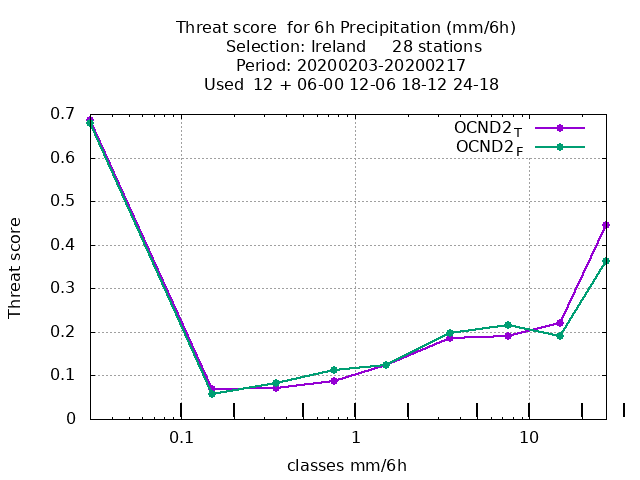 Threat score  for 6h Precipitation (mm/6h)
Selection: Ireland     28 stations
Period: 20200203-20200217
Used  12 + 06-00 12-06 18-12 24-18
OCND2T
OCND2F
0.7
0.6
0.5
0.4
0.3
0.2
0.1
0
Threat score
0.1 1 10
classes mm/6h